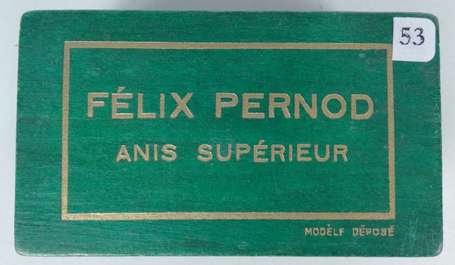 53
FÉLIX PERNOD
ANIS SUPÉRIEUR
MODÈLE DÉPOSÉ